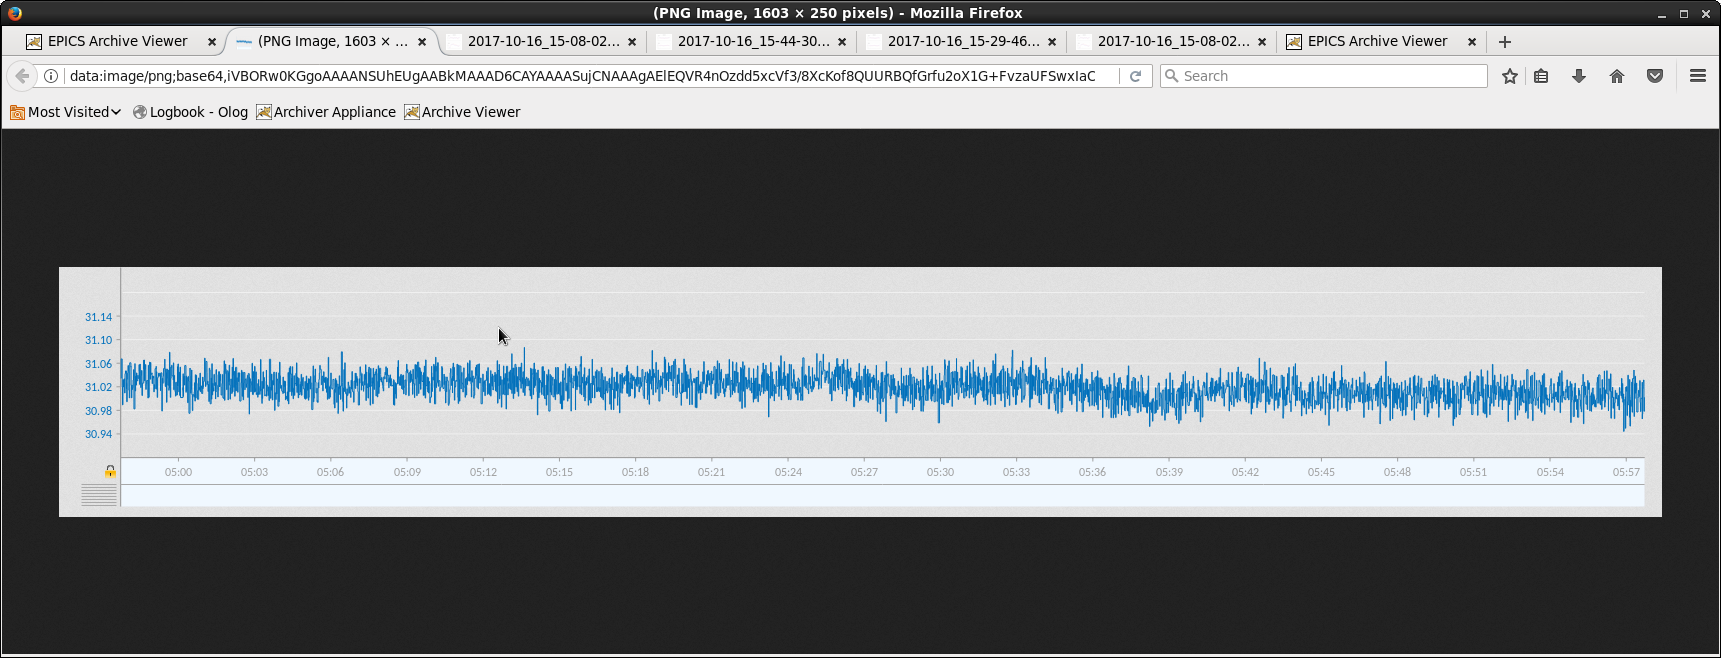 (PNG Image, 1603 × 250 pixels) - Mozilla Firefox
EPICS Archive Viewer (PNG Image, 1603 × ... 2017-10-16_15-08-02... 2017-10-16_15-44-30... 2017-10-16_15-29-46... 2017-10-16_15-08-02... EPICS Archive Viewer
data:image/png;base64,iVBORw0KGgoAAAANSUhEUgAABkMAAAD6CAYAAAASujCNAAAgAElEQVR4nOzdd5xcVf3/8XcKof8QUURBQfGrfu2oX1G+FvzaUFSwxIaC Search
Most Visited Logbook - Olog Archiver Appliance Archive Viewer
31.14
31.10
31.06
31.02
30.98
30.94
05:00 05:03 05:06 05:09 05:12 05:15 05:18 05:21 05:24 05:27 05:30 05:33 05:36 05:39 05:42 05:45 05:48 05:51 05:54 05:57